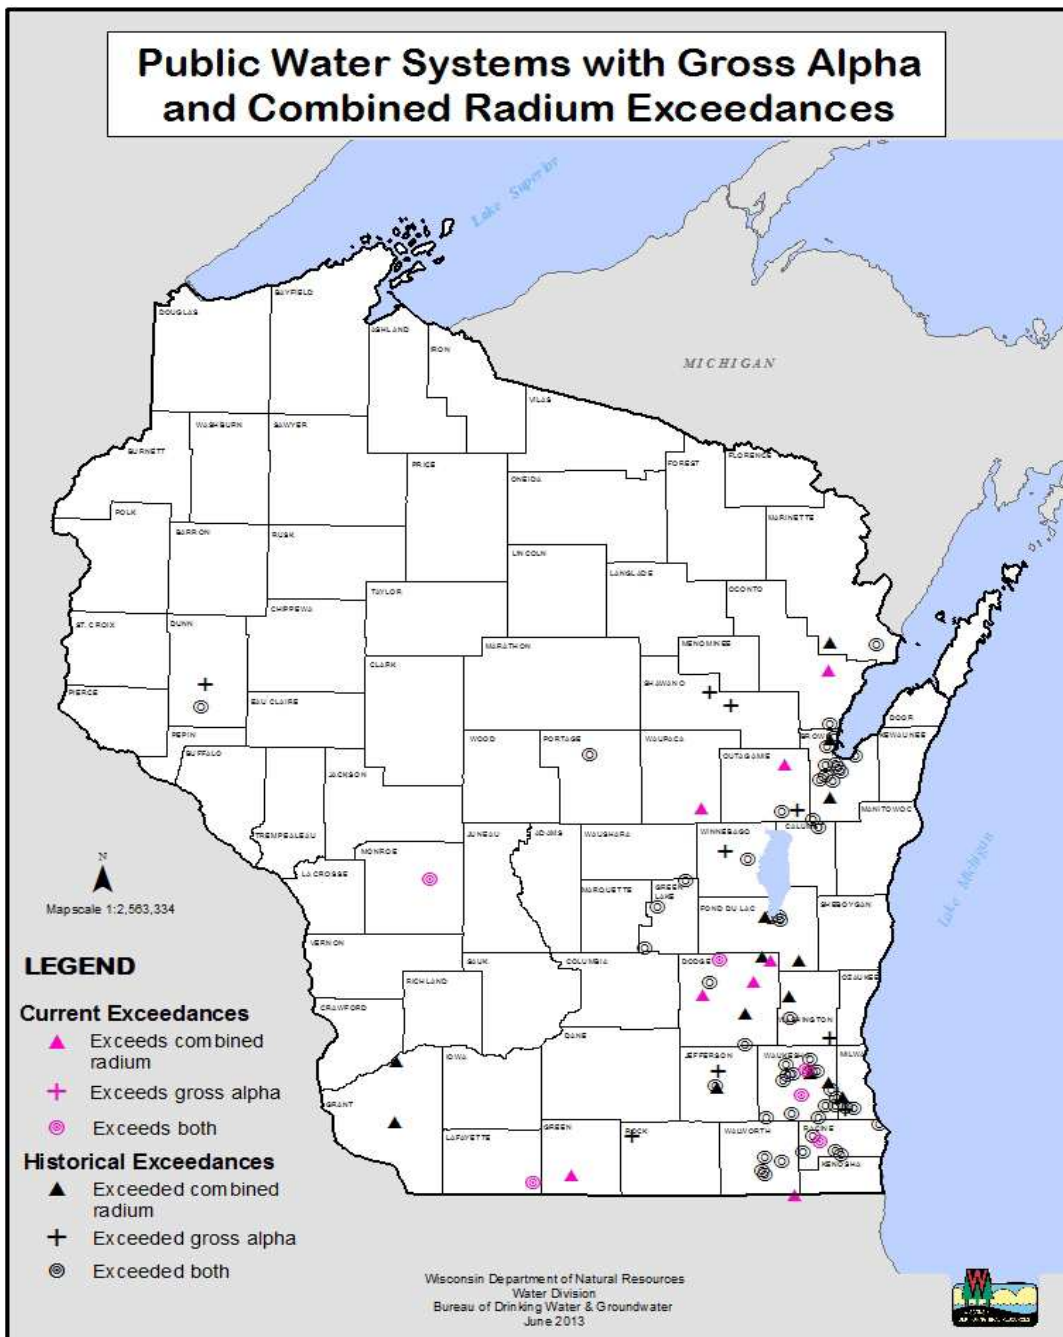 Public Water Systems with Gross Alpha
and Combined Radium Exceedances
Lake Superior
MICHIGAN
DOUGLAS
BAYFIELD
ASHLAND
IRON
VILAS
BURNETT
WASHBURN
SAWYER
PRICE
ONEIDA
FOREST
FLORENCE
MARINETTE
POLK
BARRON
RUSK
LINCOLN
LANGLADE
OCONTO
TAYLOR
CHIPPEWA
ST. CROIX
DUNN
MARATHON
MENOMINEE
CLARK
SHAWANO
PIERCE
EAU CLAIRE
DOOR
PEPIN
BUFFALO
WOOD
PORTAGE
WAUPACA
OUTAGAMIE
BROWN
KEWAUNEE
JACKSON
MANITOWOC
TREMPEALEAU
JUNEAU
ADAMS
WAUSHARA
WINNEBAGO
CALUMET
MONROE
LA CROSSE
MARQUETTE
GREEN
LAKE
FOND DU LAC
SHEBOYGAN
Lake Michigan
VERNON
SAUK
COLUMBIA
DODGE
OZAUKEE
RICHLAND
CRAWFORD
WASHINGTON
DANE
IOWA
JEFFERSON
WAUKESHA
MILW
GRANT
LAFAYETTE
GREEN
ROCK
WALWORTH
RACINE
KENOSHA
N
Mapscale 1:2,563,334
LEGEND
Current Exceedances
Exceeds combined
radium
Exceeds gross alpha
Exceeds both
Historical Exceedances
Exceeded combined
radium
Exceeded gross alpha
Exceeded both
Wisconsin Department of Natural Resources
Water Division
Bureau of Drinking Water & Groundwater
June 2013
W